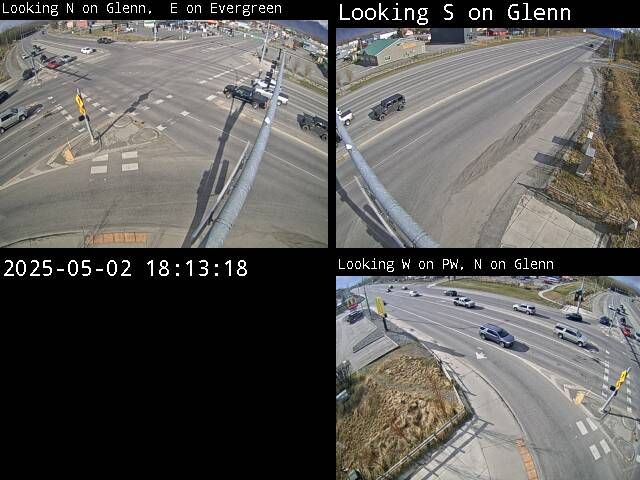 Looking N on Glenn,  E on Evergreen
Looking S on Glenn
2025-05-02 18:13:18
Looking W on PW, N on Glenn